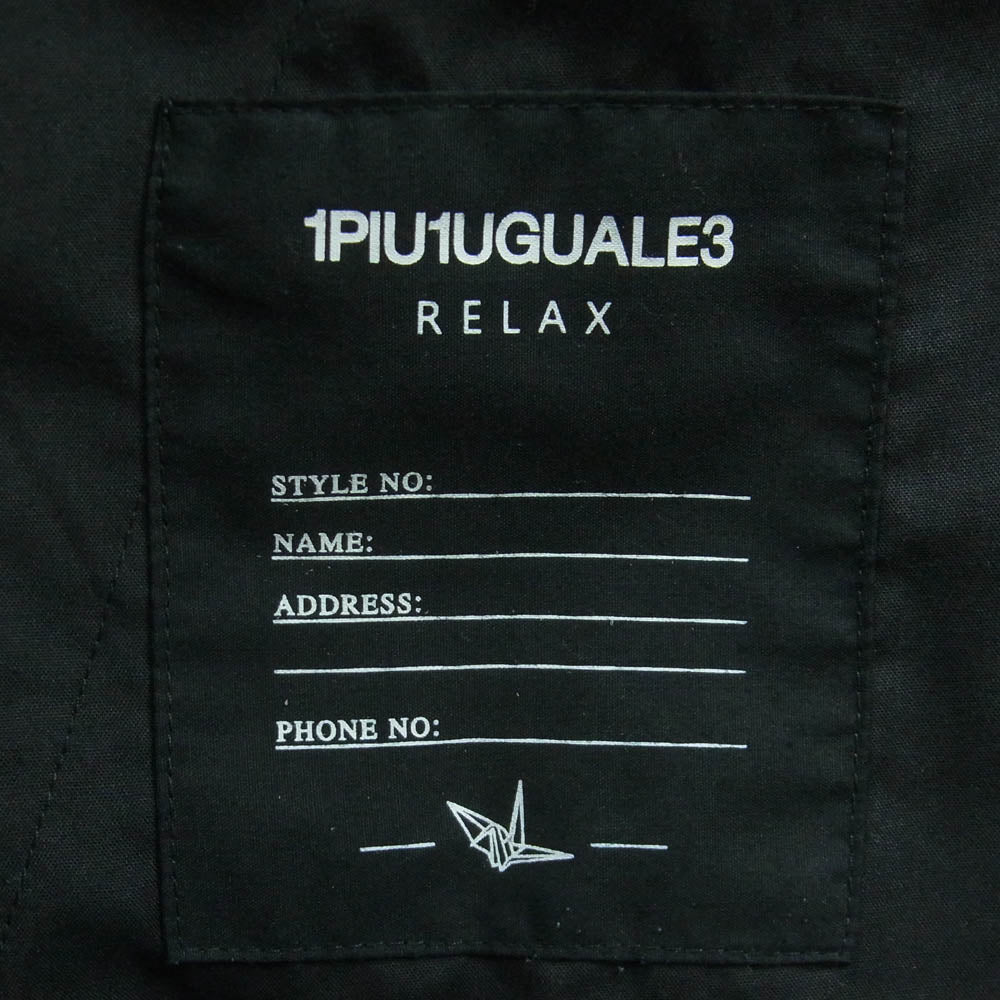 1PIU1UGUALE3
RELAX
STYLE NO:
NAME:
ADDRESS:
PHONE NO: